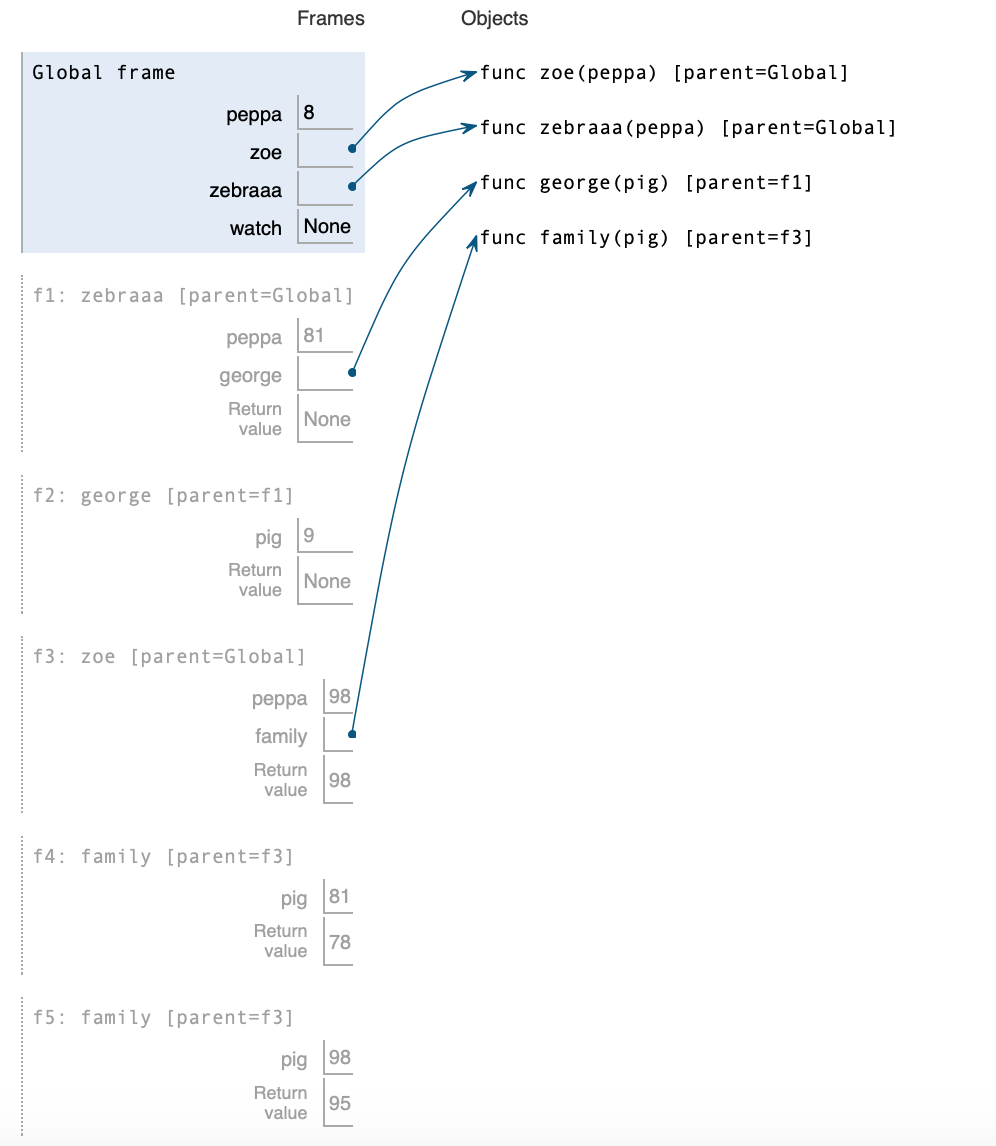 Frames Objects
Global frame
peppa 8
zoe
zebraaa
watch None
func zoe(peppa) [parent=Global]
func zebraaa(peppa) [parent=Global]
func george(pig) [parent=f1]
func family(pig) [parent=f3]
f1: zebraaa [parent=Global]
peppa 81
george
Return
value None
f2: george [parent=f1]
pig 9
Return
value None
f3: zoe [parent=Global]
peppa 98
family
Return
value 98
f4: family [parent=f3]
pig 81
Return
value 78
f5: family [parent=f3]
pig 98
Return
value 95